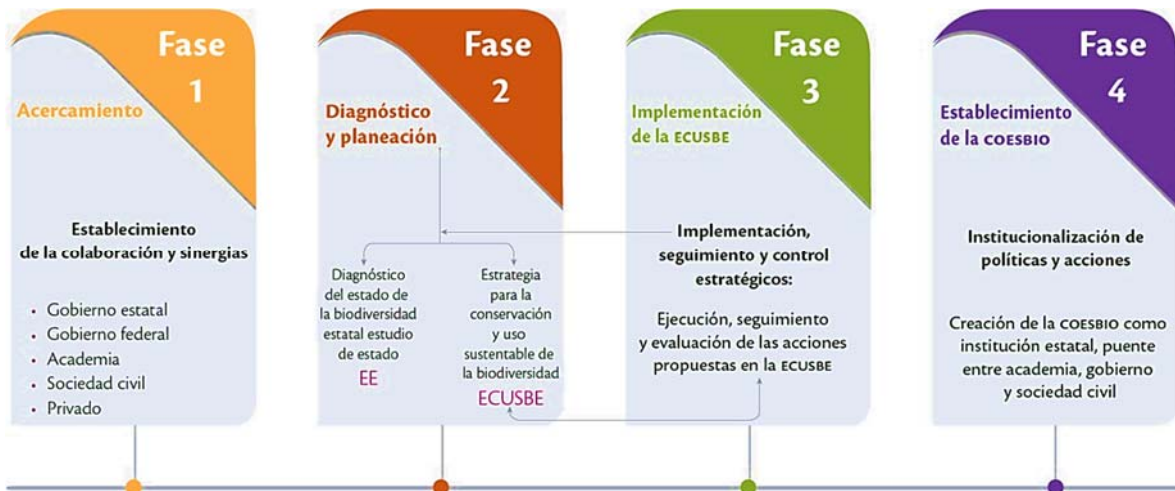 Fase
1
Acercamiento
Establecimiento
de la colaboración y sinergias
• Gobierno estatal
• Gobierno federal
• Academia
• Sociedad civil
• Privado
Fase
2
Diagnóstico
y planeación
Diagnóstico
del estado de
la biodiversidad
estatal estudio
de estado
EE
Estrategia
para la
conservación
y uso
sustentable de
la biodiversidad
ECUSBE
Fase
3
Implementación
de la ECUSBE
Implementación,
seguimiento y control
estratégicos:
Ejecución, seguimiento
y evaluación de las acciones
propuestas en la ECUSBE
Fase
4
Establecimiento
de la COESBIO
Institucionalización de
políticas y acciones
Creación de la COESBIO como
institución estatal, puente
entre academia, gobierno
y sociedad civil